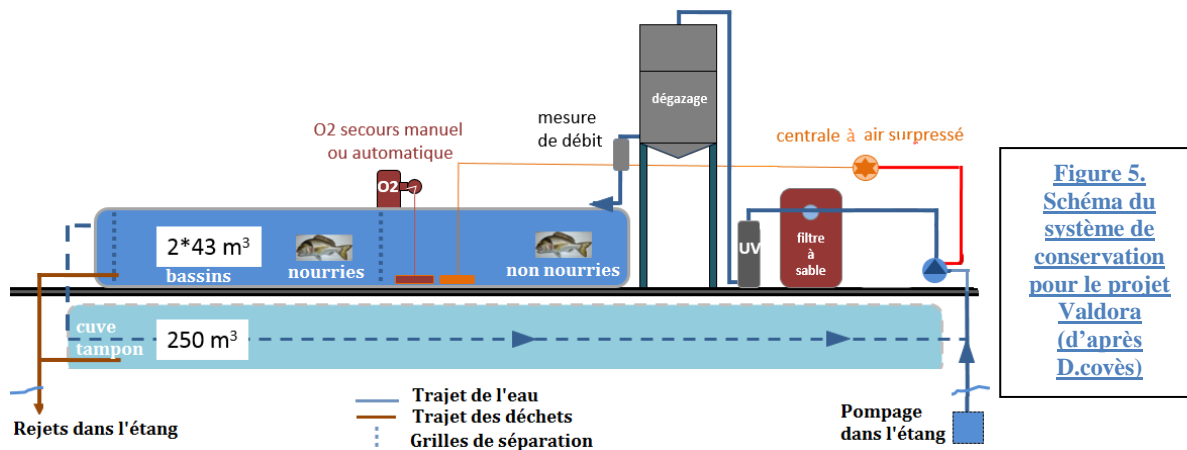 dégazage
mesure
de débit
centrale à air surpressé
O2 secours manuel
ou automatique
O2
2*43 m³
bassins
nourries
non nourries
UV
filtre
à
sable
cuve
tampon
250 m³
Trajet de l'eau
Trajet des déchets
Grilles de séparation
Rejets dans l'étang
Pompage
dans l'étang
Figure 5.
Schéma du
système de
conservation
pour le projet
Valdora
(d'après
D.covès)